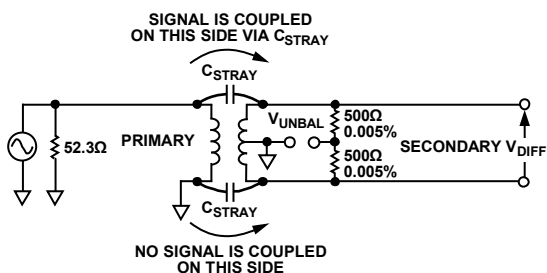 SIGNAL IS COUPLED
ON THIS SIDE VIA CSTRAY
CSTRAY
PRIMARY
52.3Ω
VUNBAL
500Ω
0.005%
500Ω
0.005%
SECONDARY VDIFF
CSTRAY
NO SIGNAL IS COUPLED
ON THIS SIDE